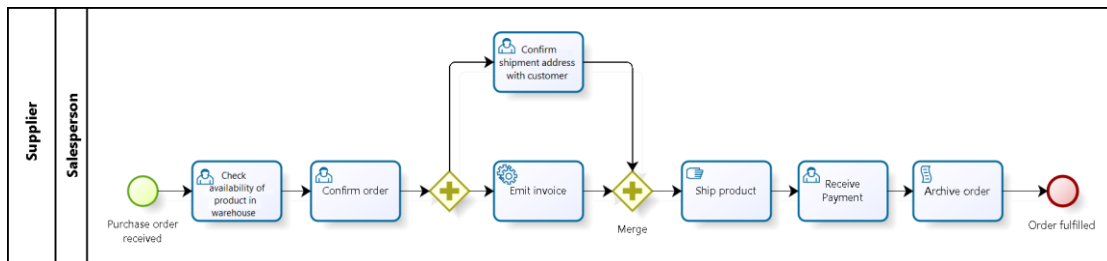 Supplier
Salesperson
Confirm
shipment address
with customer
Check
availability of
product in
warehouse
Confirm order
Emit invoice
Ship product
Receive
Payment
Archive order
Purchase order
received
Merge
Order fulfilled